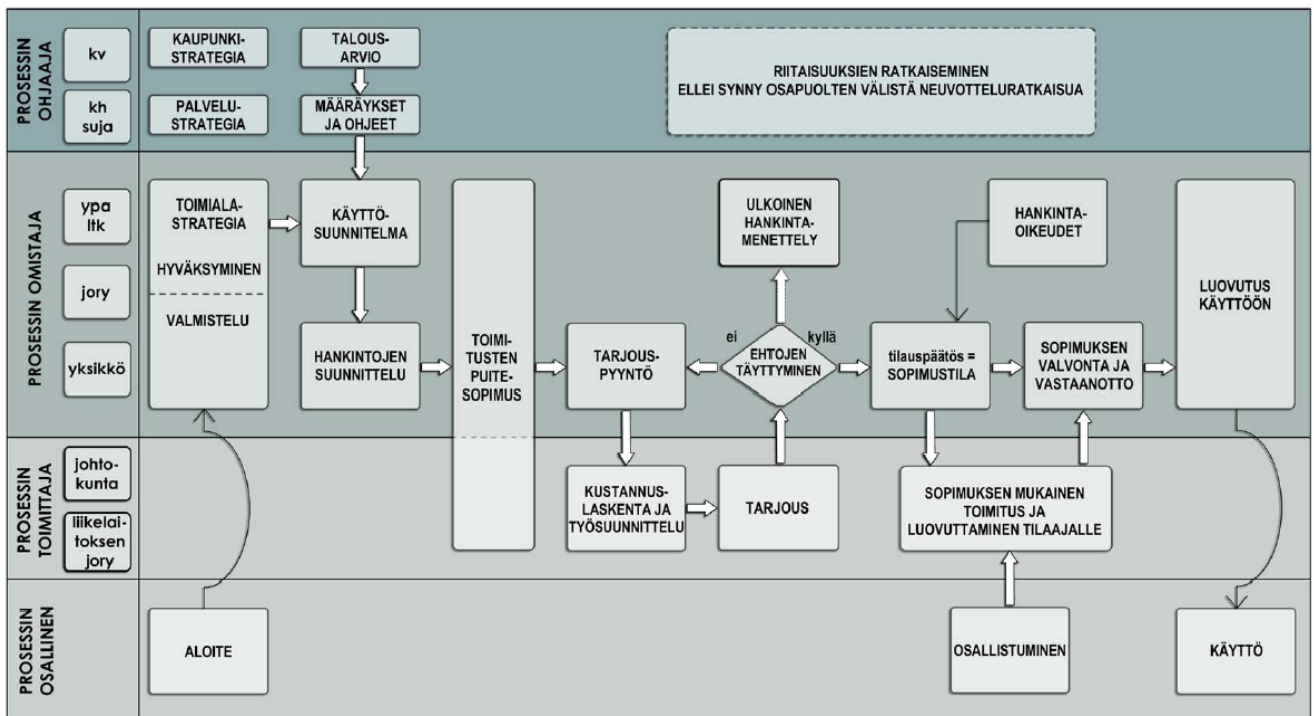 PROSESSIN
OHJAAJA
kv
kh
suja
KAUPUNKI-
STRATEGIA
TALOUS-
ARVIO
PALVELU-
STRATEGIA
MÄÄRÄYKSET
JA OHJEET
RIITAISUUKSIEN RATKAISEMINEN
ELLEI SYNNY OSAPUOLTEN VÄLISTÄ NEUVOTTELURATKAISUA
PROSESSIN OMISTAJA
ypa
ltk
jory
yksikkö
TOIMIALA-
STRATEGIA
HYVÄKSYMINEN
VALMISTELU
KÄYTTÖ-
SUUNNITELMA
HANKINTOJEN
SUUNNITTELU
TOIMI-
TUSTEN
PUITE-
SOPIMUS
TARJOUS-
PYYNTÖ
ULKOINEN
HANKINTA-
MENETTELY
ei
kyllä
EHTOJEN
TÄYTTYMINEN
HANKINTA-
OIKEUDET
tilauspäätös =
SOPIMUSTILA
SOPIMUKSEN
VALVONTA JA
VASTAANOTTO
LUOVUTUS
KÄYTTÖÖN
PROSESSIN
TOIMITTAJA
johto-
kunta
liikelai-
toksen
jory
KUSTANNUS-
LASKENTA JA
TYÖSUUNNITTELU
TARJOUS
SOPIMUKSEN MUKAINEN
TOIMITUS JA
LUOVUTTAMINEN TILAAJALLE
PROSESSIN
OSALLINEN
ALOITE
OSALLISTUMINEN
KÄYTTÖ